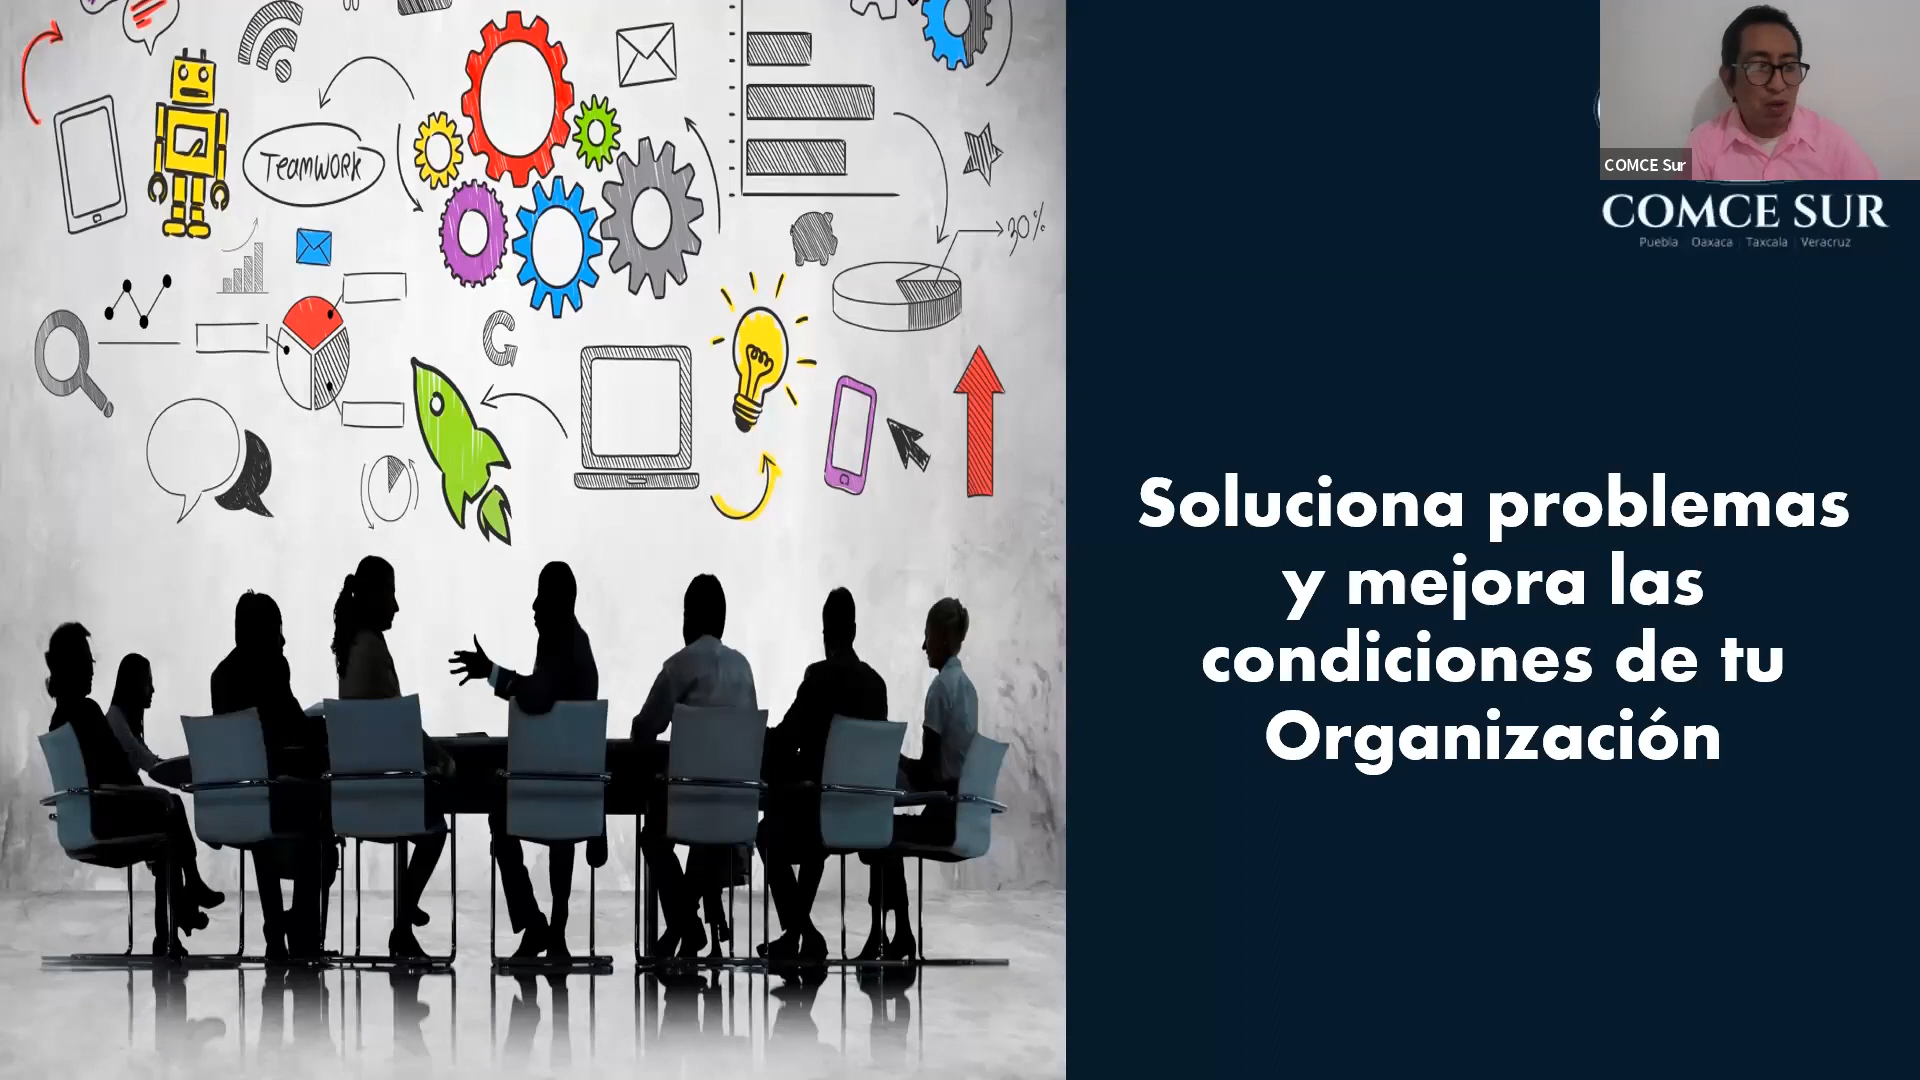 Teamwork
30%
G
COMCE Sur
COMCE SUR
Puebla Oaxaca Taxcala Veracruz
Soluciona problemas
y mejora las
condiciones de tu
Organización